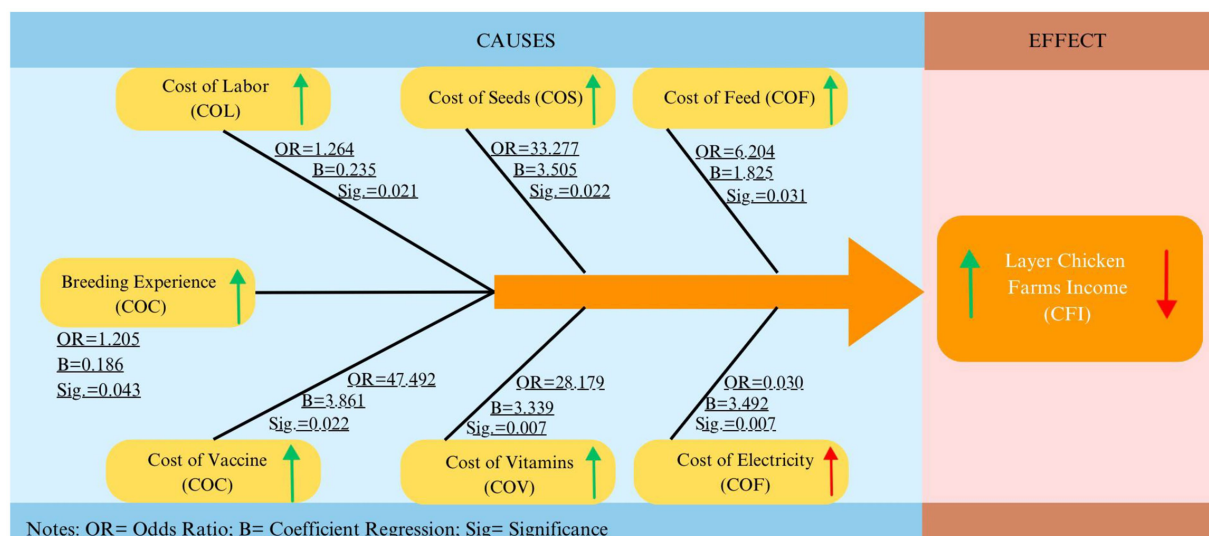 CAUSES
EFFECT
Cost of Labor
(COL)
Cost of Seeds (COS)
Cost of Feed (COF)
OR=1.264
B=0.235
Sig.=0.021
OR=33.277
B=3.505
Sig.=0.022
OR=6.204
B=1.825
Sig.=0.031
Breeding Experience
(COC)
OR=1.205
B=0.186
Sig.=0.043
Layer Chicken
Farms Income
(CFI)
OR=47.492
B=3.861
Sig.=0.022
OR=28.179
B=3.339
Sig.=0.007
OR=0.030
B=3.492
Sig.=0.007
Cost of Vaccine
(COC)
Cost of Vitamins
(COV)
Cost of Electricity
(COF)
Notes: OR= Odds Ratio; B= Coefficient Regression; Sig= Significance